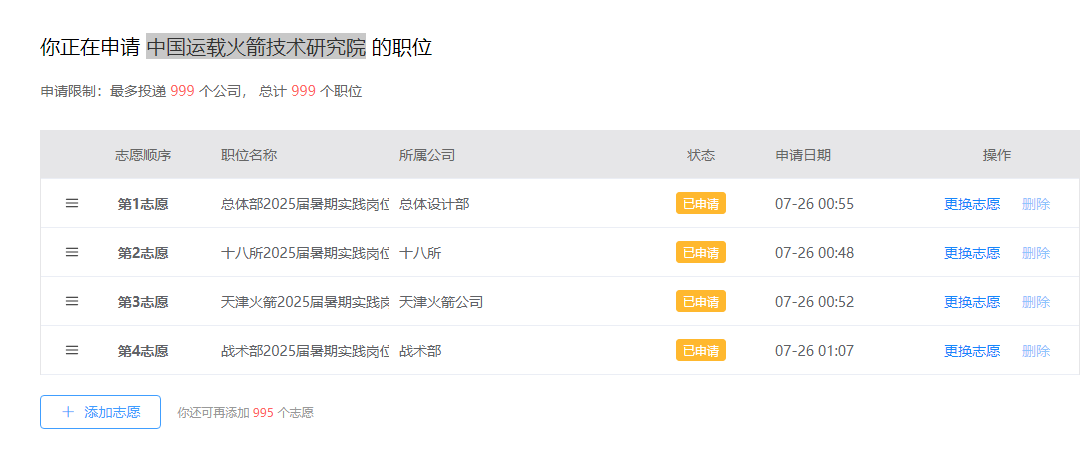 你正在申请 中国运载火箭技术研究院 的职位
申请限制：最多投递 999 个公司， 总计 999 个职位
志愿顺序 职位名称 所属公司 状态 申请日期 操作
第1志愿 总体部2025届暑期实践岗位 总体设计部 已申请 07-26 00:55 更换志愿 删除
第2志愿 十八所2025届暑期实践岗位 十八所 已申请 07-26 00:48 更换志愿 删除
第3志愿 天津火箭2025届暑期实践岗 天津火箭公司 已申请 07-26 00:52 更换志愿 删除
第4志愿 战术部2025届暑期实践岗位 战术部 已申请 07-26 01:07 更换志愿 删除
添加志愿 你还可再添加 995 个志愿